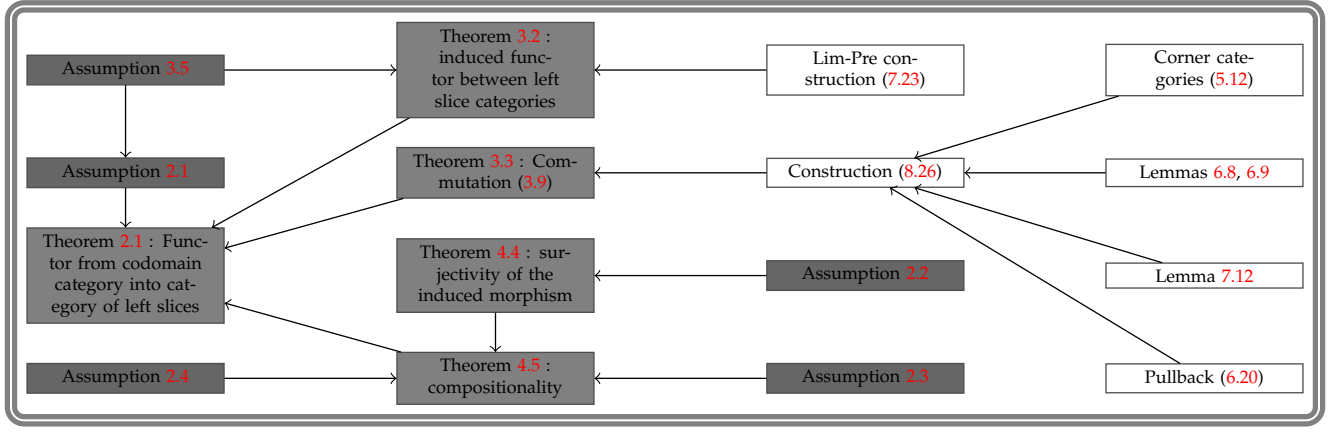 Assumption 3.5
Theorem 3.2 :
induced func-
tor between left
slice categories
Lim-Pre con-
struction (7.23)
Corner cate-
gories (5.12)
Assumption 2.1
Theorem 3.3 : Com-
mutation (3.9)
Construction (8.26)
Lemmas 6.8, 6.9
Theorem 2.1 : Func-
tor from codomain
category into cat-
egory of left slices
Theorem 4.4 : sur-
jectivity of the
induced morphism
Assumption 2.2
Lemma 7.12
Assumption 2.4
Theorem 4.5 :
compositionality
Assumption 2.3
Pullback (6.20)